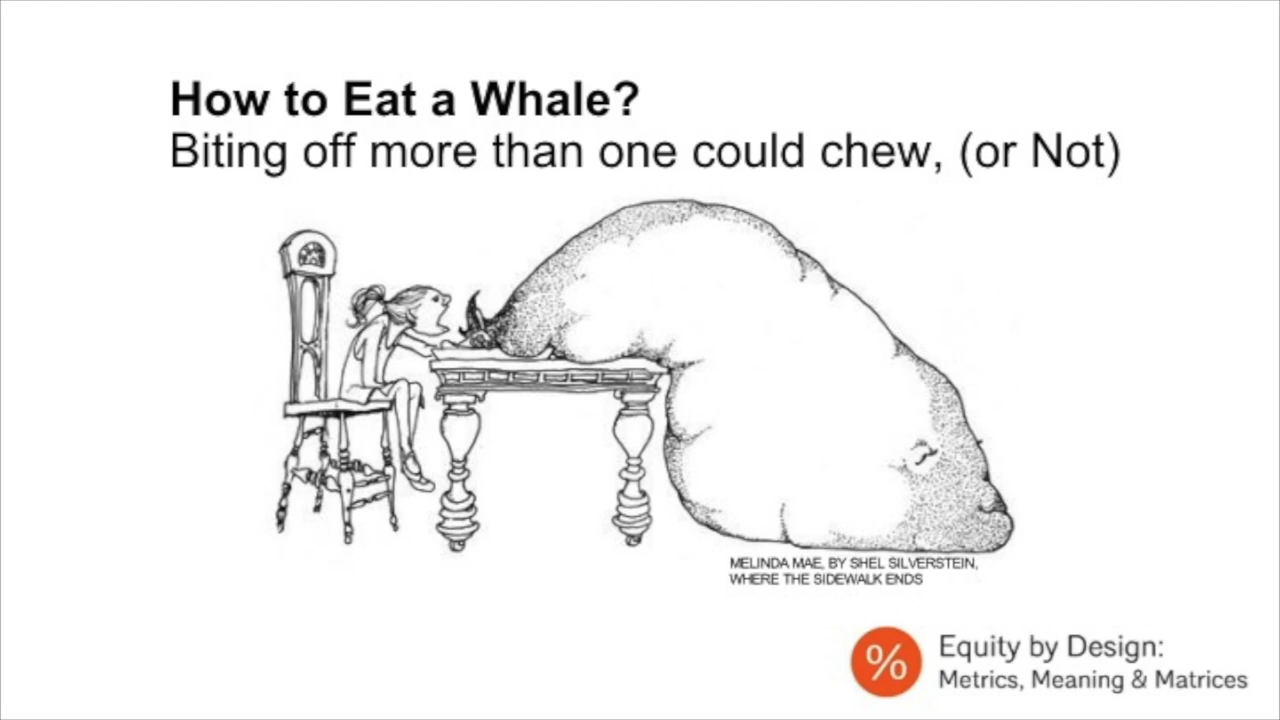 How to Eat a Whale?
Biting off more than one could chew, (or Not)
MELINDA MAE, BY SHEL SILVERSTEIN,
WHERE THE SIDEWALK ENDS
%
Equity by Design:
Metrics, Meaning & Matrices